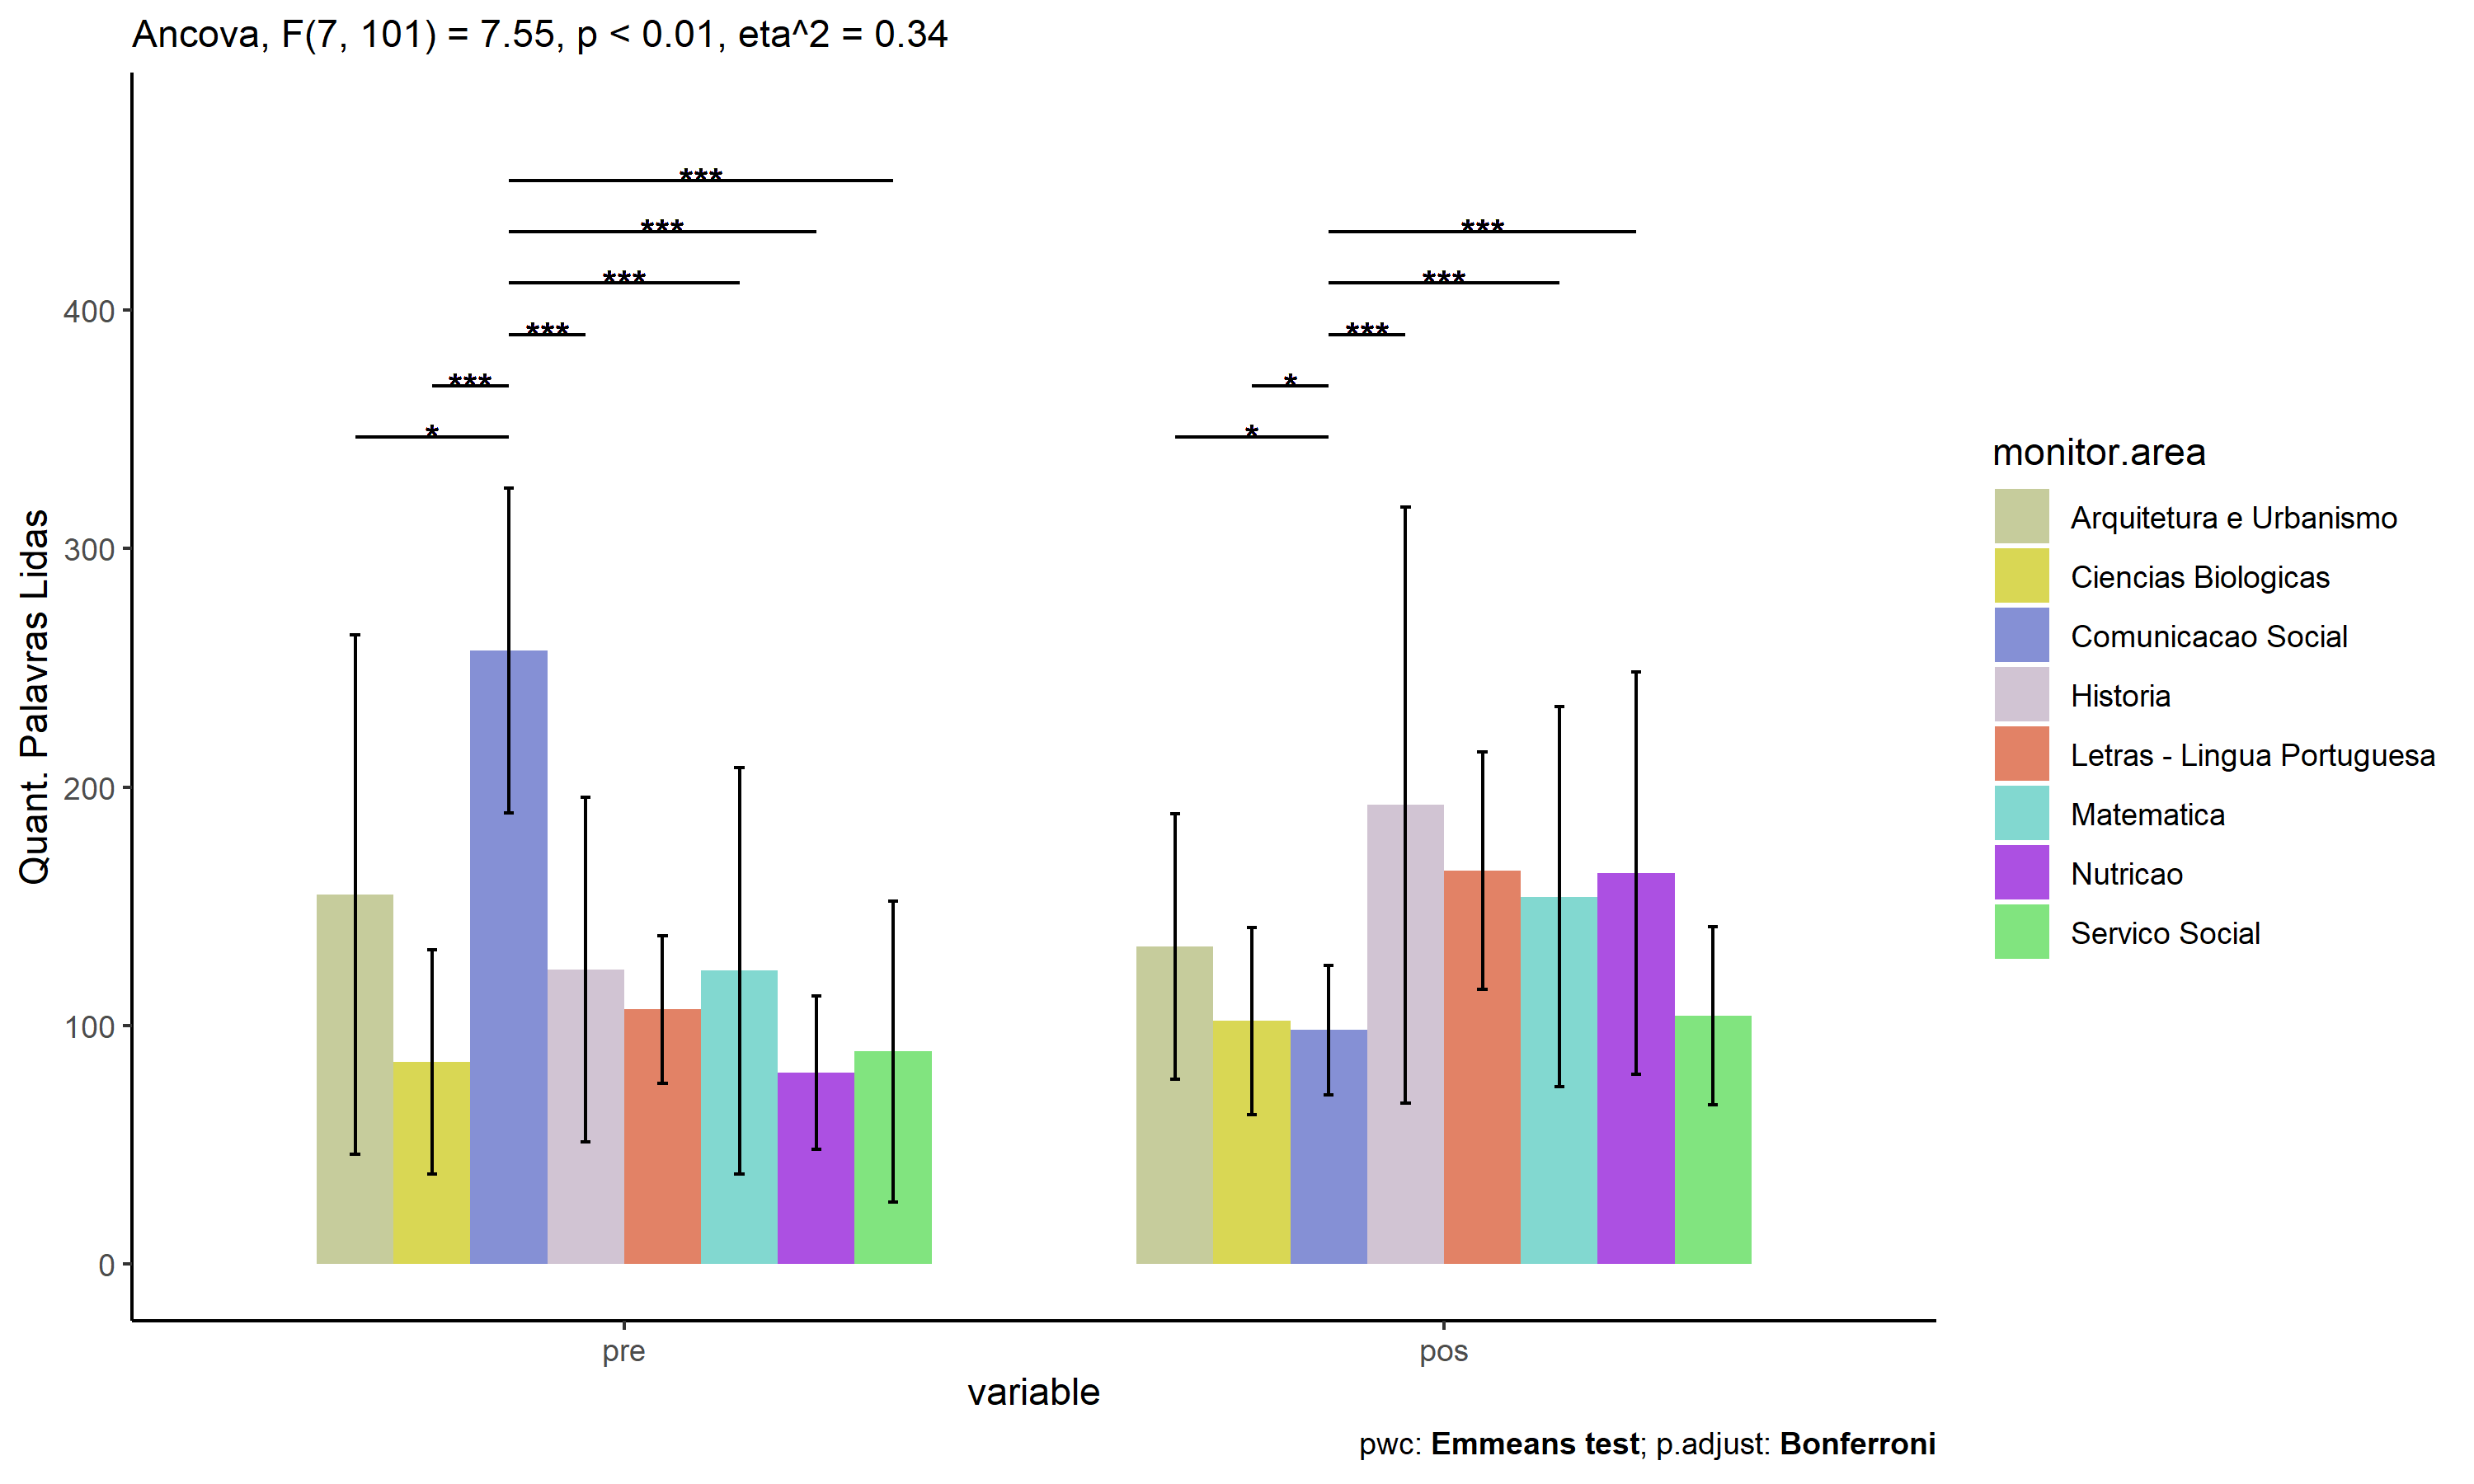 Ancova, F(7, 101) = 7.55, p < 0.01, eta^2 = 0.34
***
***
***
***
***
*
***
***
***
*
*
400
300
200
100
0
Quant. Palavras Lidas
pre
pos
variable
monitor.area
Arquitetura e Urbanismo
Ciencias Biologicas
Comunicacao Social
Historia
Letras - Lingua Portuguesa
Matematica
Nutricao
Servico Social
pwc: Emmeans test; p.adjust: Bonferroni